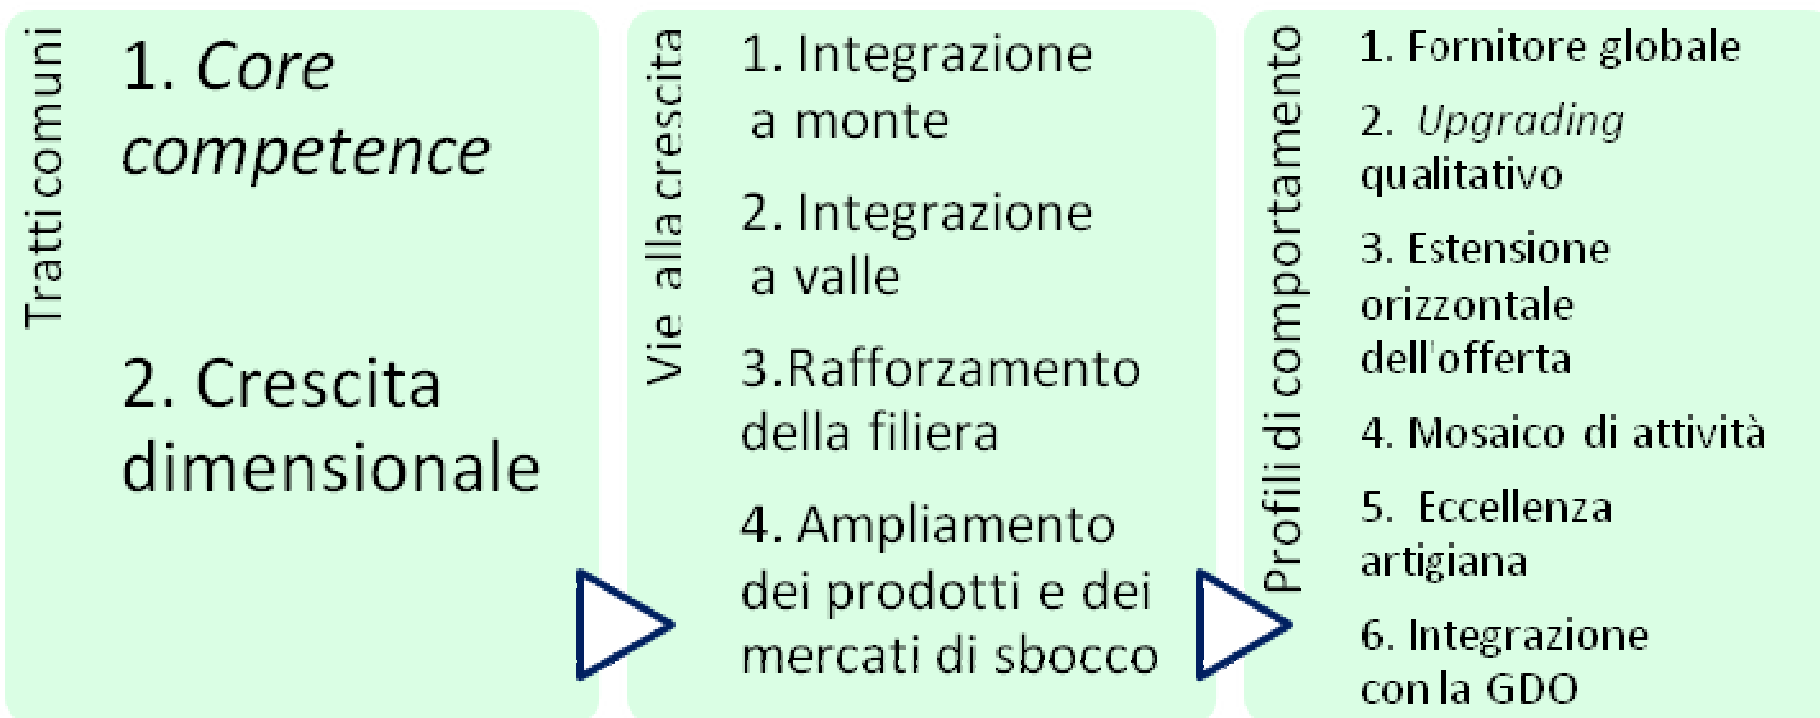 Tratti comuni
1. Core
competence
2. Crescita
dimensionale
Vie alla crescita
1. Integrazione
a monte
2. Integrazione
a valle
3.Rafforzamento
della filiera
4. Ampliamento
dei prodotti e dei
mercati di sbocco
Profili di comportamento
1. Fornitore globale
2. Upgrading
qualitativo
3. Estensione
orizzontale
dell'offerta
4. Mosaico di attività
5. Eccellenza
artigiana
6. Integrazione
con la GDO